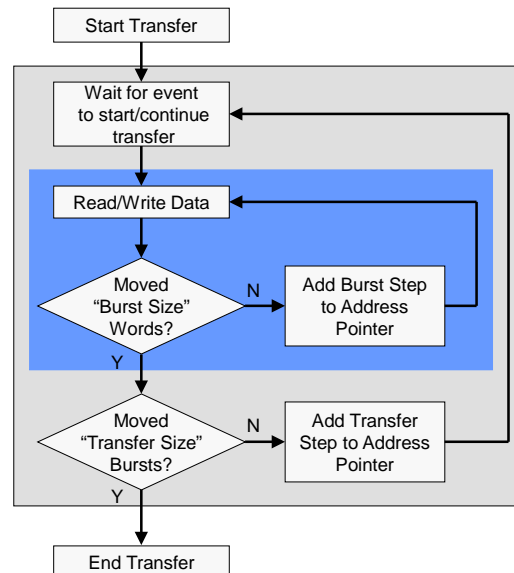 Start Transfer
Wait for event
to start/continue
transfer
Read/Write Data
Moved
“Burst Size”
Words?
N
Add Burst Step
to Address
Pointer
Y
Moved
“Transfer Size”
Bursts?
N
Add Transfer
Step to Address
Pointer
Y
End Transfer